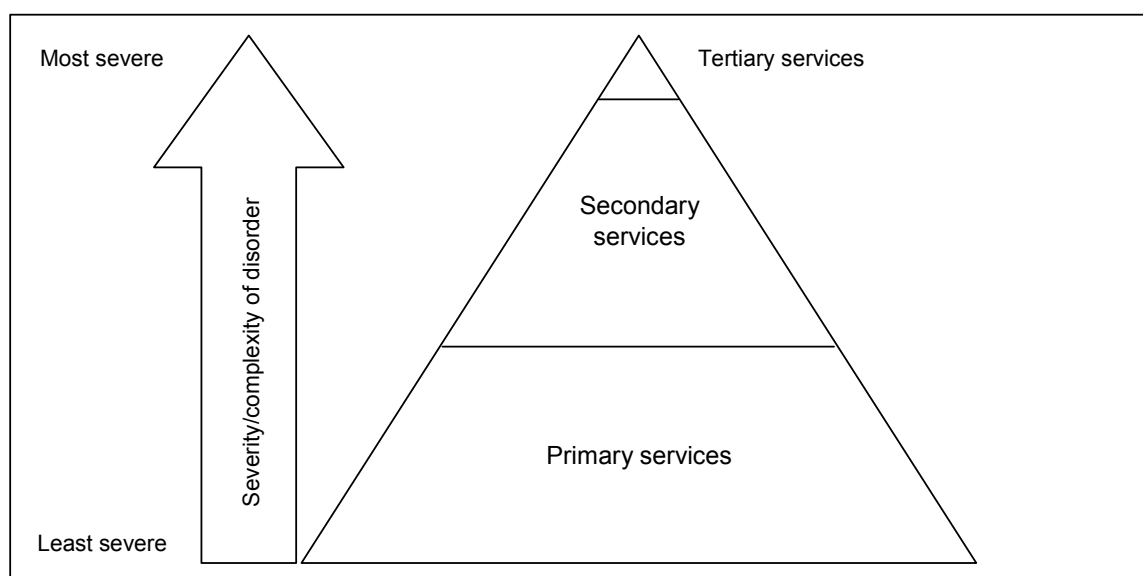 Most severe
Tertiary services
Secondary
services
Severity/complexity of disorder
Primary services
Least severe